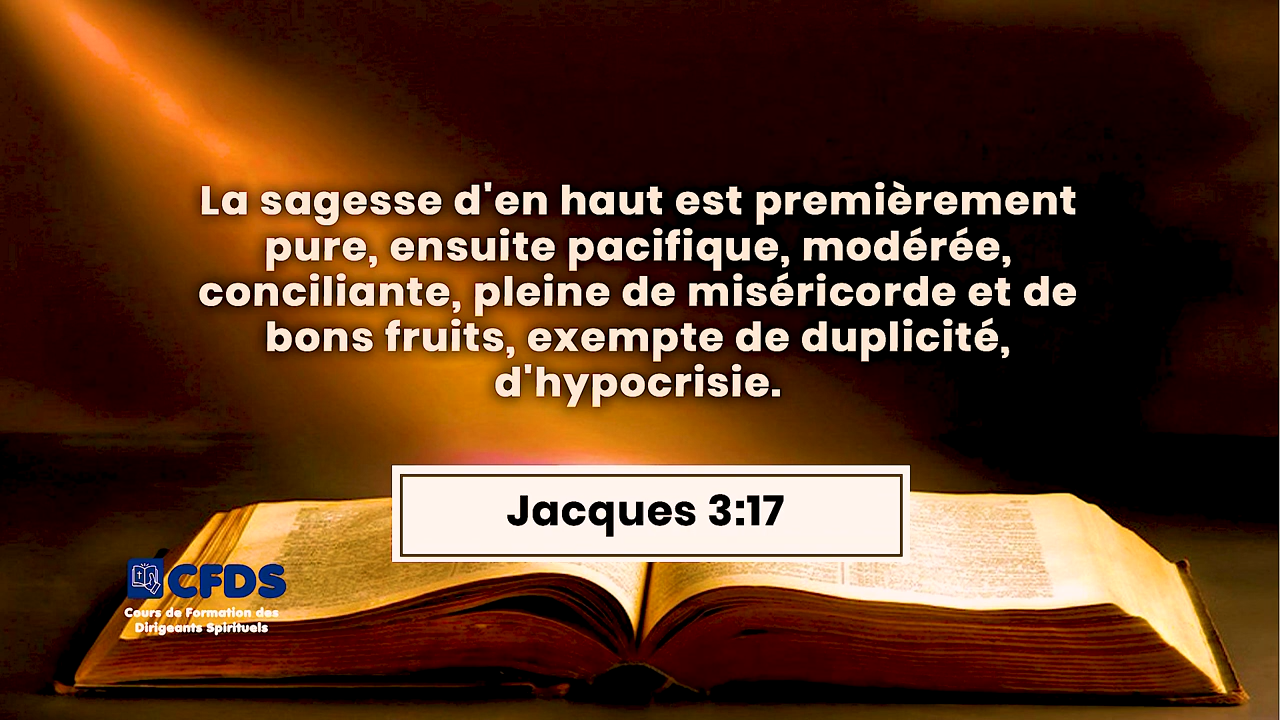 La sagesse d'en haut est premièrement
pure, ensuite pacifique, modérée,
conciliante, pleine de miséricorde et de
bons fruits, exempte de duplicité,
d'hypocrisie.
Jacques 3:17
CFDS
Cours de Formation des
Dirigeants Spirituels